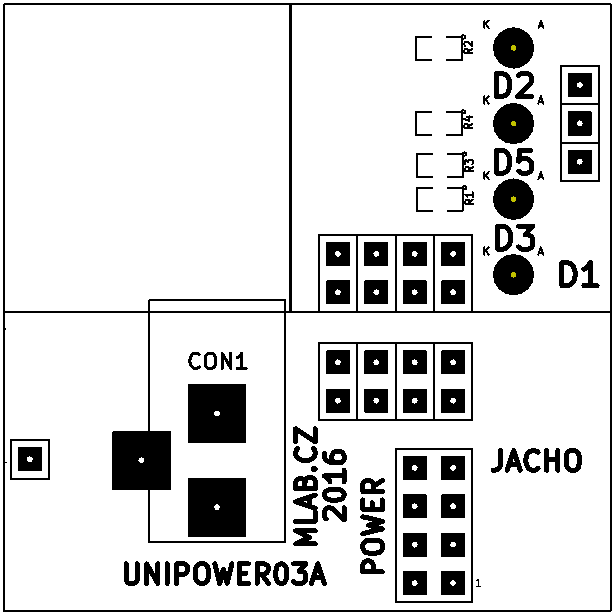 K A
R2
D2
K A
R4
D5
R3
K A
R1
D3
K A
D1
CON1
MLAB.CZ
2016
POWER
JACHO
UNIPOWER03A
1